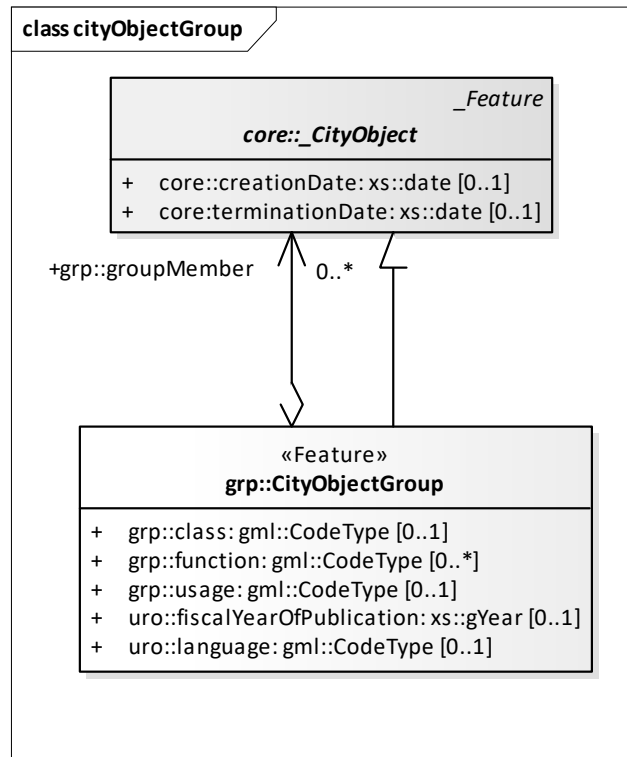 class cityObjectGroup
_Feature
core::_CityObject
+ core::creationDate: xs::date [0..1]
+ core:terminationDate: xs::date [0..1]
+grp::groupMember 0..*
«Feature»
grp::CityObjectGroup
+ grp::class: gml::CodeType [0..1]
+ grp::function: gml::CodeType [0..*]
+ grp::usage: gml::CodeType [0..1]
+ uro::fiscalYearOfPublication: xs::gYear [0..1]
+ uro::language: gml::CodeType [0..1]